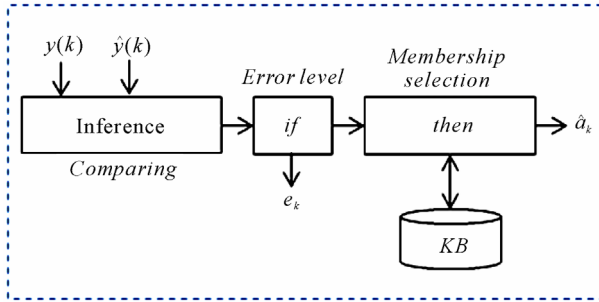 y(k) ŷ(k)
Error level
Membership
selection
Inference
if
then
â_k
Comparing
e_k
KB